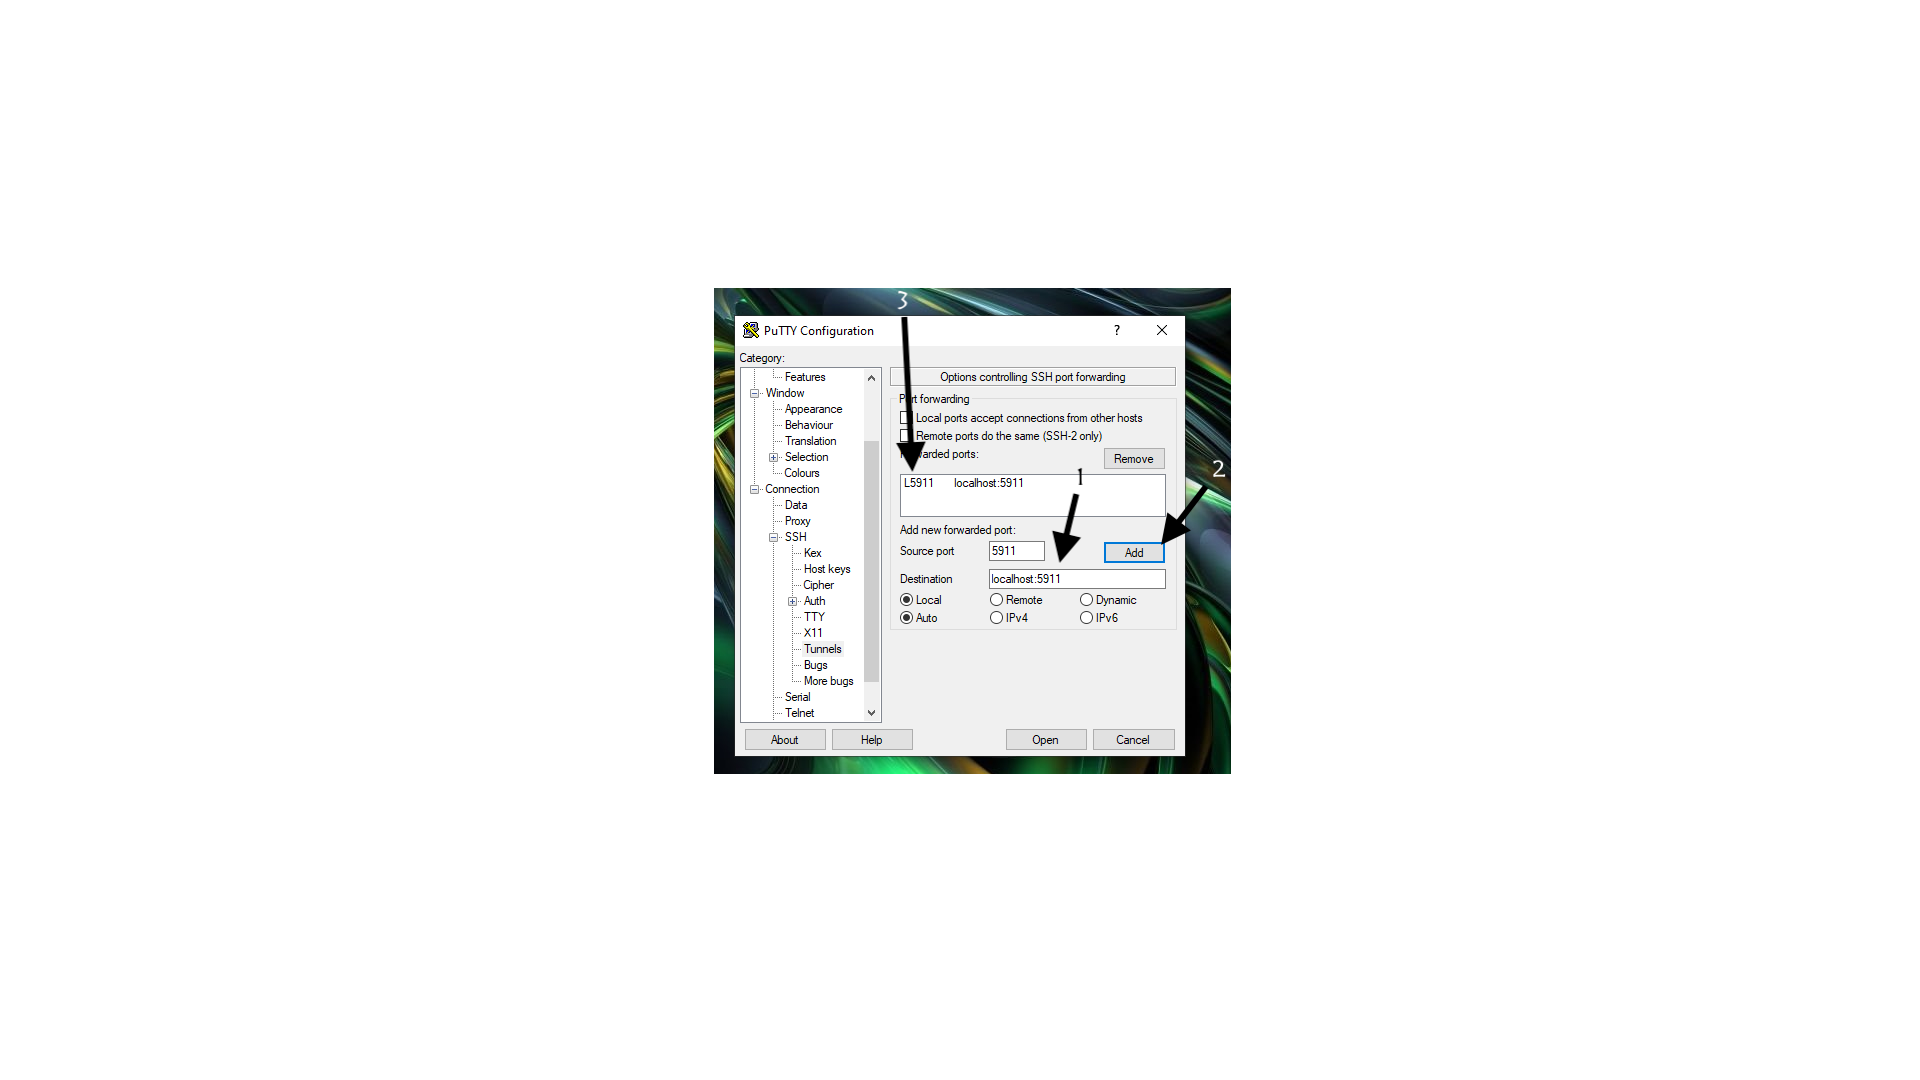 3
PuTTY Configuration ?
Category:
Features
Window
Appearance
Behaviour
Translation
Selection
Colours
Connection
Data
Proxy
SSH
Kex
Host keys
Cipher
Auth
TTY
X11
Tunnels
Bugs
More bugs
Serial
Telnet
Options controlling SSH port forwarding
Port forwarding
Local ports accept connections from other hosts
Remote ports do the same (SSH-2 only)
Forwarded ports:
Remove
1
2
L5911 localhost:5911
Add new forwarded port:
Source port 5911 Add
Destination localhost:5911
Local Remote Dynamic
Auto IPv4 IPv6
About Help Open Cancel